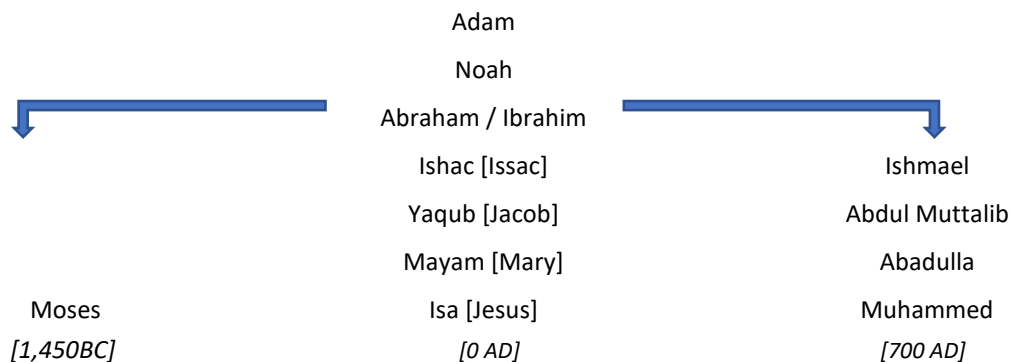 Adam
Noah
Abraham / Ibrahim
Ishac [Issac] Ishmael
Yaqub [Jacob] Abdul Muttalib
Mayam [Mary] Abadulla
Moses Isa [Jesus] Muhammed
[1,450BC] [0 AD] [700 AD]